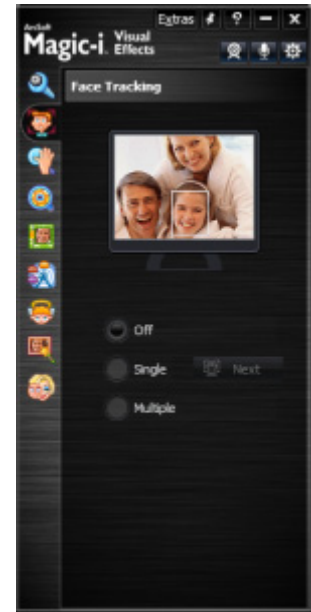 Extras ? 
ArcSoft
Magic-i Visual
Effects
Face Tracking
Off
Single Next
Multiple